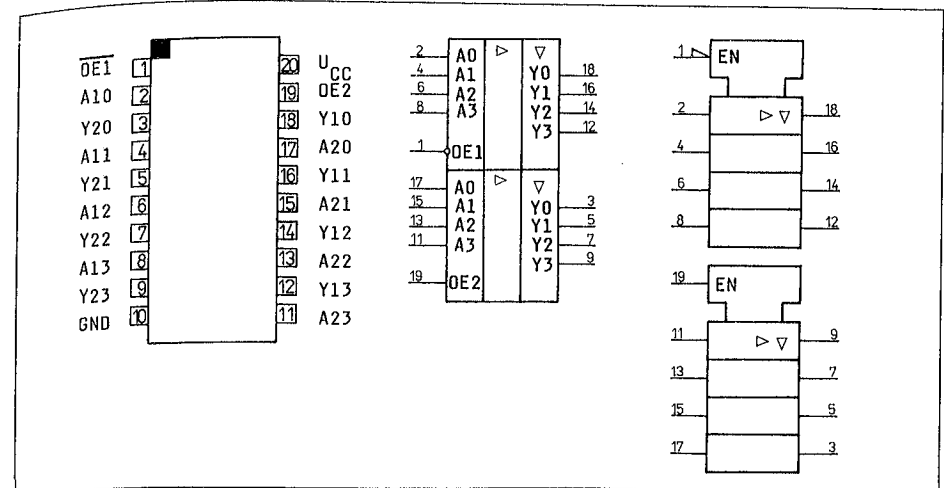 OE1 1 20 UCC
A10 2 19 OE2
Y20 3 18 Y10
A11 4 17 A20
Y21 5 16 Y11
A12 6 15 A21
Y22 7 14 Y12
A13 8 13 A22
Y23 9 12 Y13
GND 10 11 A23
2 A0 Y0 18
4 A1 Y1 16
6 A2 Y2 14
8 A3 Y3 12
1 OE1
17 A0 Y0 3
15 A1 Y1 5
13 A2 Y2 7
11 A3 Y3 9
19 OE2
1 EN
2 18
4 16
6 14
8 12
19 EN
11 9
13 7
15 5
17 3